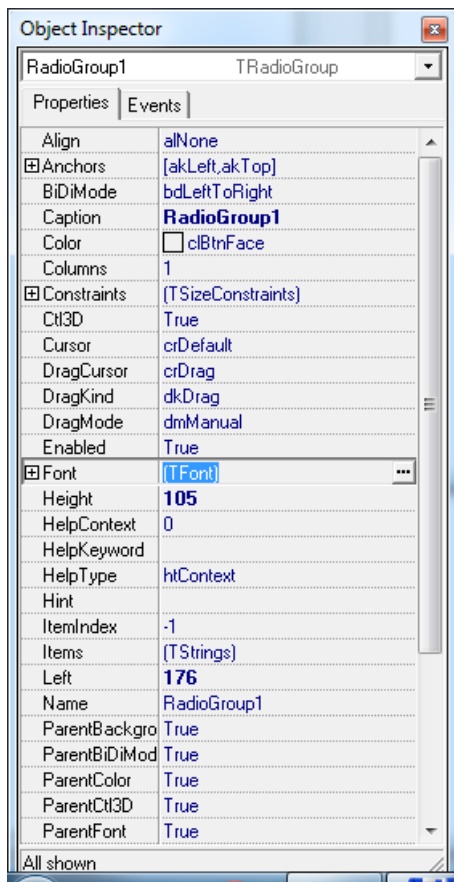 Object Inspector
RadioGroup1 TRadioGroup
Properties Events
Align alNone
Anchors [akLeft,akTop]
BiDiMode bdLeftToRight
Caption RadioGroup1
Color clBtnFace
Columns 1
Constraints (TSizeConstraints)
Ctl3D True
Cursor crDefault
DragCursor crDrag
DragKind dkDrag
DragMode dmManual
Enabled True
Font (TFont) ...
Height 105
HelpContext 0
HelpKeyword
HelpType htContext
Hint
ItemIndex -1
Items (TStrings)
Left 176
Name RadioGroup1
ParentBackgro True
ParentBiDiMod True
ParentColor True
ParentCtl3D True
ParentFont True
All shown